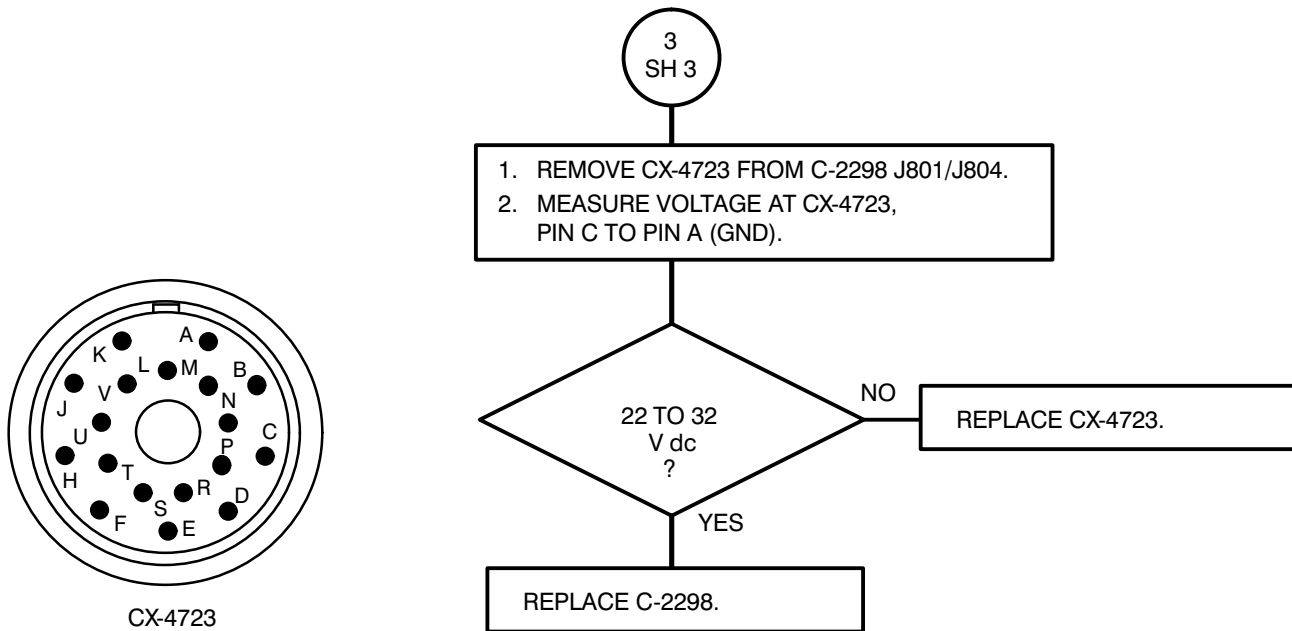 3
SH 3
1. REMOVE CX-4723 FROM C-2298 J801/J804.
2. MEASURE VOLTAGE AT CX-4723,
PIN C TO PIN A (GND).
22 TO 32
V dc
?
NO
REPLACE CX-4723.
YES
REPLACE C-2298.
K
A
L
M
B
J
V
N
U
P
C
H
T
R
D
F
S
E
CX-4723